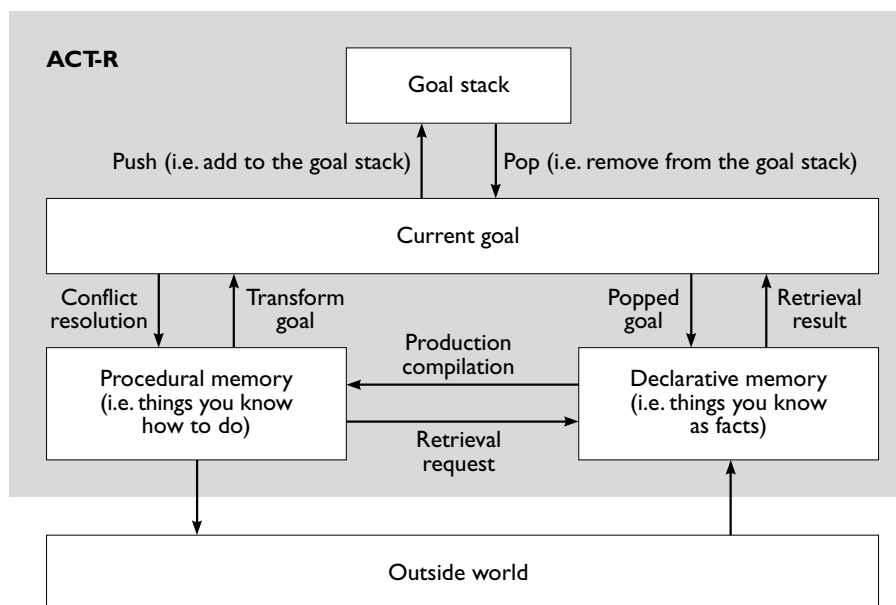 ACT-R
Goal stack
Push (i.e. add to the goal stack)
Pop (i.e. remove from the goal stack)
Current goal
Conflict
resolution
Transform
goal
Popped
goal
Retrieval
result
Production
compilation
Procedural memory
(i.e. things you know
how to do)
Declarative memory
(i.e. things you know
as facts)
Retrieval
request
Outside world